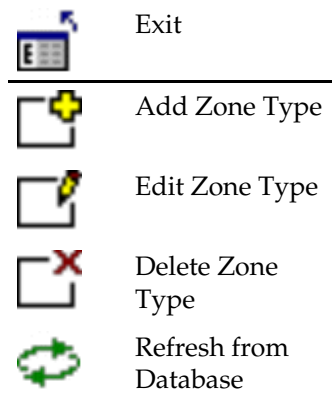 E
Exit
Add Zone Type
Edit Zone Type
Delete Zone
Type
Refresh from
Database